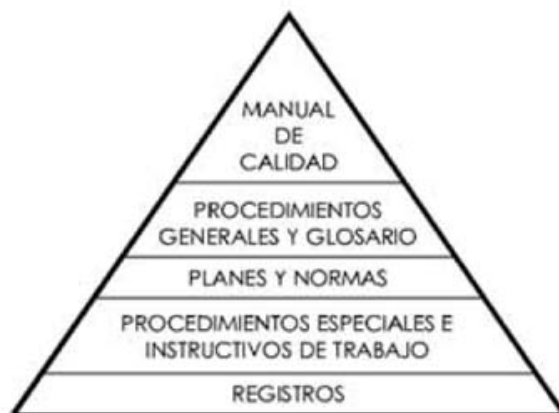 MANUAL
DE
CALIDAD
PROCEDIMIENTOS
GENERALES Y GLOSARIO
PLANES Y NORMAS
PROCEDIMIENTOS ESPECIALES E
INSTRUCTIVOS DE TRABAJO
REGISTROS